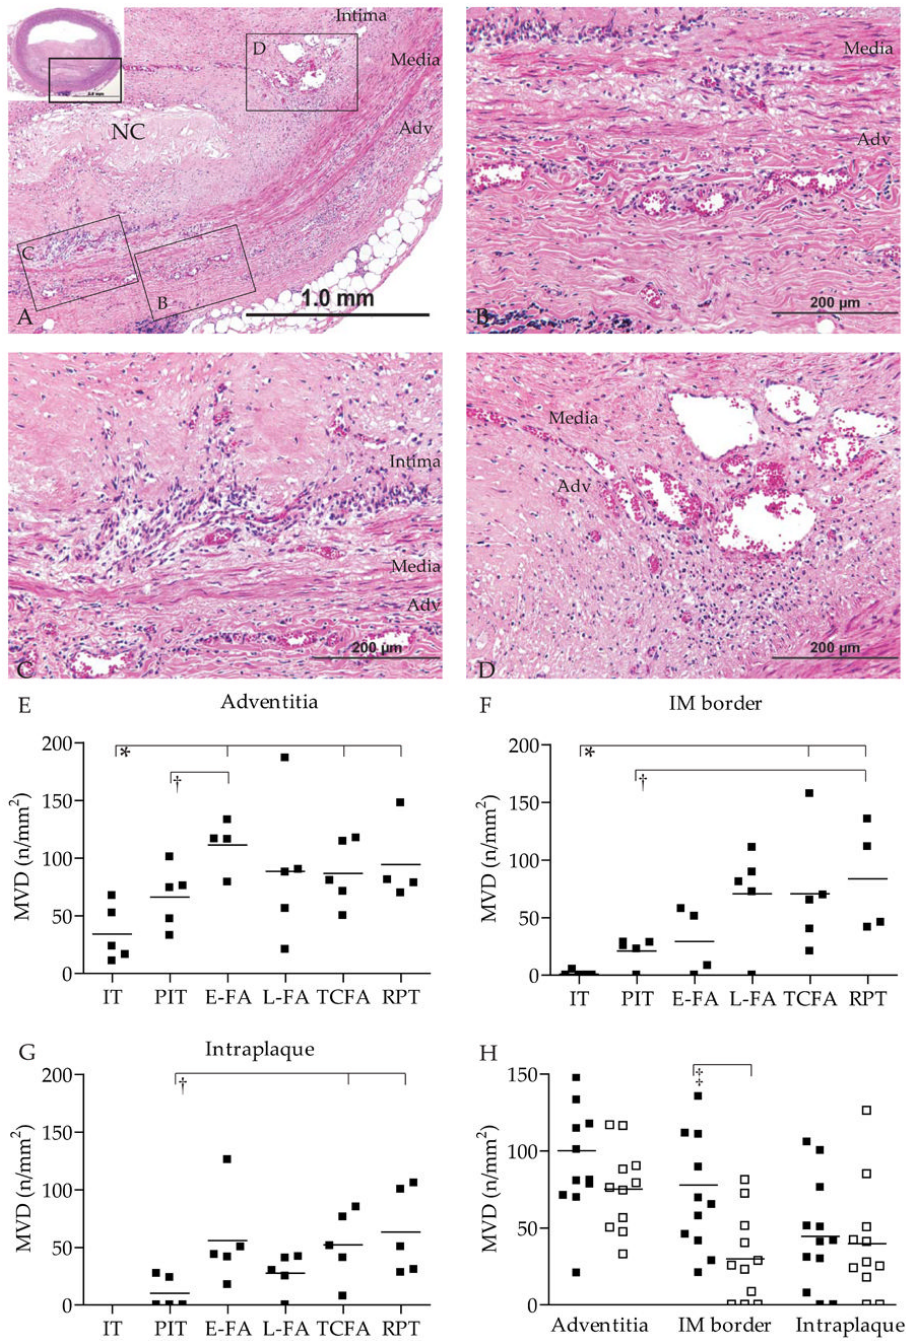 Intima
D
Media
NC
Adv
C
B
A
1.0 mm
Media
Adv
B
200 µm
Intima
Media
Adv
C
200 µm
Media
Adv
D
200 µm
E Adventitia
MVD (n/mm²)
200
150
100
50
0
*
†
IT PIT E-FA L-FA TCFA RPT
F IM border
MVD (n/mm²)
200
150
100
50
0
*
†
IT PIT E-FA L-FA TCFA RPT
G Intraplaque
MVD (n/mm²)
200
150
100
50
0
†
IT PIT E-FA L-FA TCFA RPT
H
MVD (n/mm²)
150
100
50
0
‡
Adventitia IM border Intraplaque